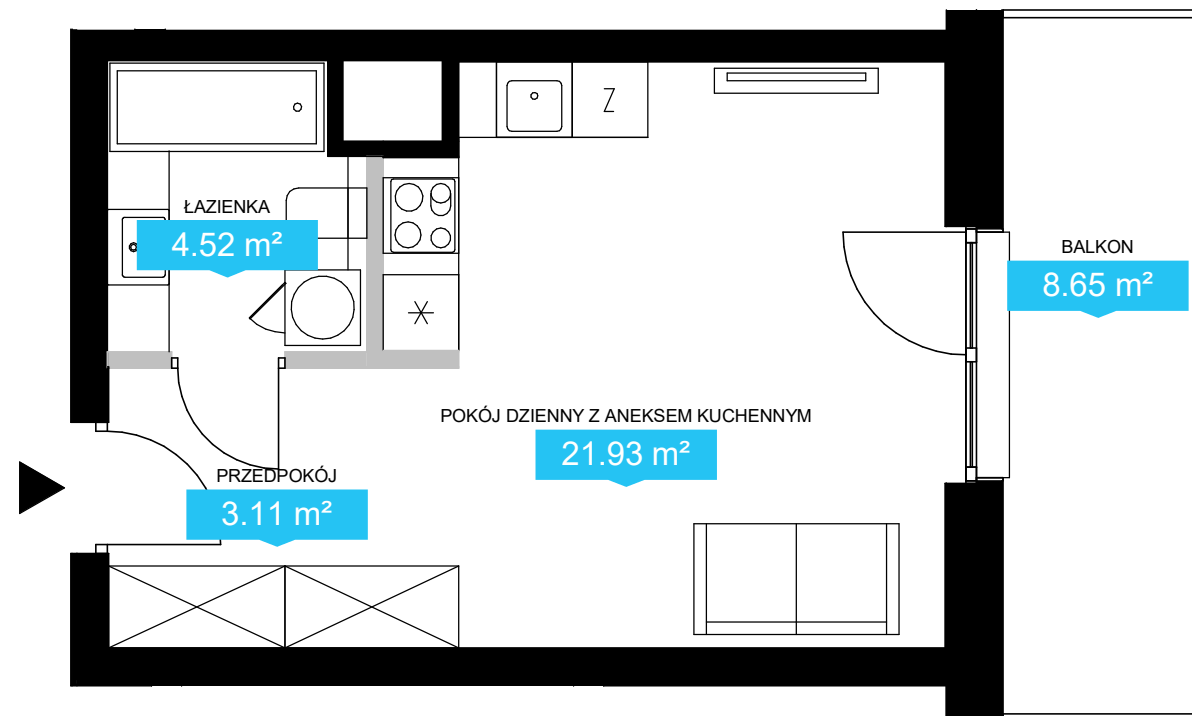 Z
ŁAZIENKA
4.52 m²
BALKON
8.65 m²
POKÓJ DZIENNY Z ANEKSEM KUCHENNYM
21.93 m²
PRZEDPOKÓJ
3.11 m²